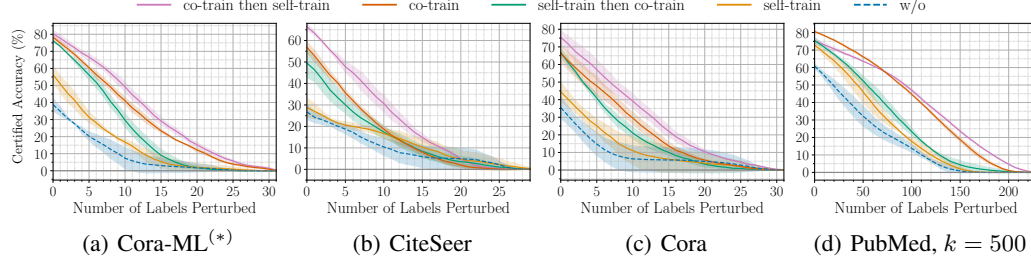 co-train then self-train co-train self-train then co-train self-train w/o
Certified Accuracy (%)
80
70
60
50
40
30
20
10
0
0 5 10 15 20 25 30
Number of Labels Perturbed
(a) Cora-ML(*)
60
50
40
30
20
10
0
0 5 10 15 20 25
Number of Labels Perturbed
(b) CiteSeer
80
70
60
50
40
30
20
10
0
0 5 10 15 20 25 30
Number of Labels Perturbed
(c) Cora
80
70
60
50
40
30
20
10
0
0 50 100 150 200
Number of Labels Perturbed
(d) PubMed, k = 500